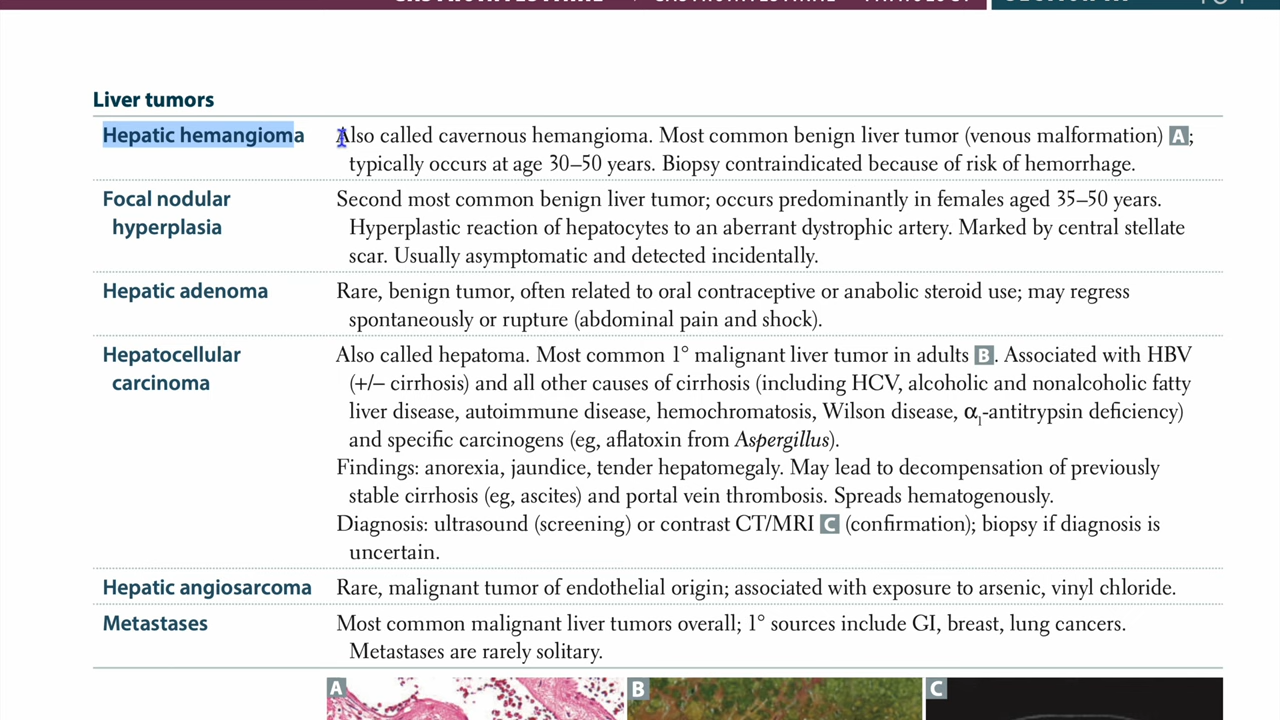 Liver tumors
Hepatic hemangioma
Also called cavernous hemangioma. Most common benign liver tumor (venous malformation) A;
typically occurs at age 30–50 years. Biopsy contraindicated because of risk of hemorrhage.
Focal nodular
hyperplasia
Second most common benign liver tumor; occurs predominantly in females aged 35–50 years.
Hyperplastic reaction of hepatocytes to an aberrant dystrophic artery. Marked by central stellate
scar. Usually asymptomatic and detected incidentally.
Hepatic adenoma
Rare, benign tumor, often related to oral contraceptive or anabolic steroid use; may regress
spontaneously or rupture (abdominal pain and shock).
Hepatocellular
carcinoma
Also called hepatoma. Most common 1° malignant liver tumor in adults B. Associated with HBV
(+/– cirrhosis) and all other causes of cirrhosis (including HCV, alcoholic and nonalcoholic fatty
liver disease, autoimmune disease, hemochromatosis, Wilson disease, α₁-antitrypsin deficiency)
and specific carcinogens (eg, aflatoxin from Aspergillus).
Findings: anorexia, jaundice, tender hepatomegaly. May lead to decompensation of previously
stable cirrhosis (eg, ascites) and portal vein thrombosis. Spreads hematogenously.
Diagnosis: ultrasound (screening) or contrast CT/MRI C (confirmation); biopsy if diagnosis is
uncertain.
Hepatic angiosarcoma
Rare, malignant tumor of endothelial origin; associated with exposure to arsenic, vinyl chloride.
Metastases
Most common malignant liver tumors overall; 1° sources include GI, breast, lung cancers.
Metastases are rarely solitary.
A
B
C